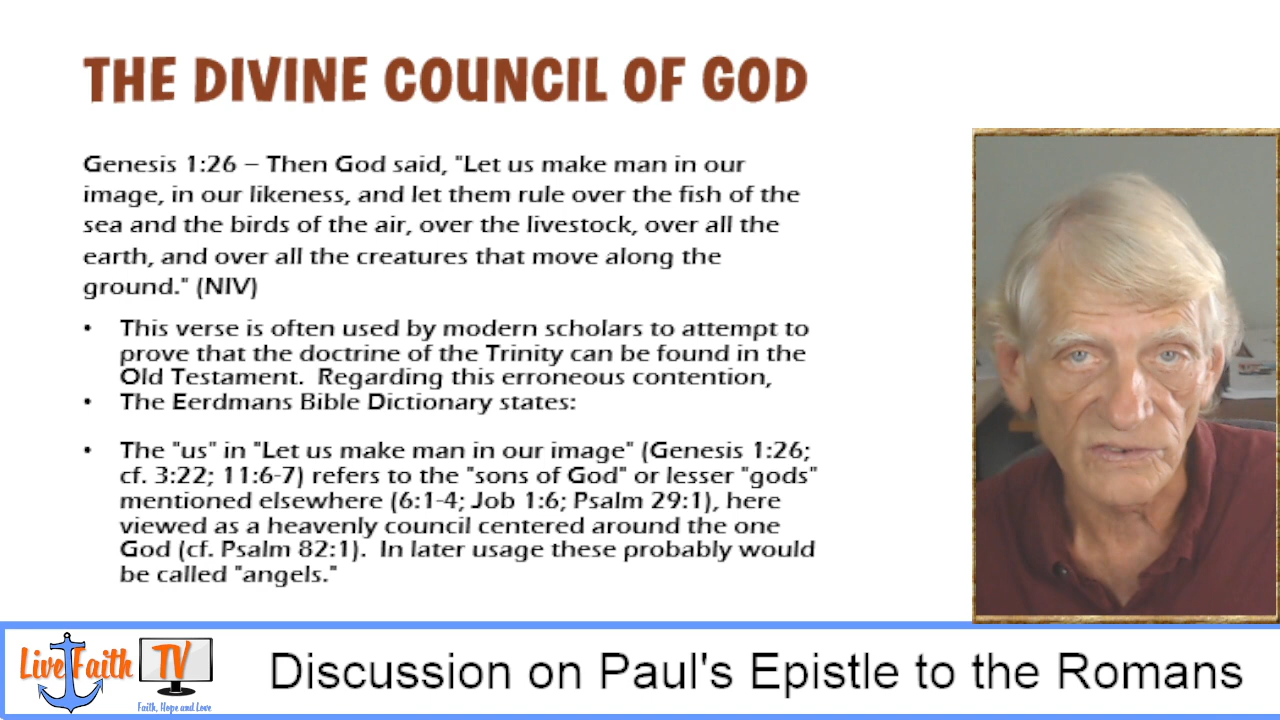 THE DIVINE COUNCIL OF GOD
Genesis 1:26 – Then God said, "Let us make man in our
image, in our likeness, and let them rule over the fish of the
sea and the birds of the air, over the livestock, over all the
earth, and over all the creatures that move along the
ground." (NIV)
• This verse is often used by modern scholars to attempt to
prove that the doctrine of the Trinity can be found in the
Old Testament. Regarding this erroneous contention,
• The Eerdmans Bible Dictionary states:
• The "us" in "Let us make man in our image" (Genesis 1:26;
cf. 3:22; 11:6-7) refers to the "sons of God" or lesser "gods"
mentioned elsewhere (6:1-4; Job 1:6; Psalm 29:1), here
viewed as a heavenly council centered around the one
God (cf. Psalm 82:1). In later usage these probably would
be called "angels."
Live Faith TV
Faith, Hope and Love
Discussion on Paul's Epistle to the Romans